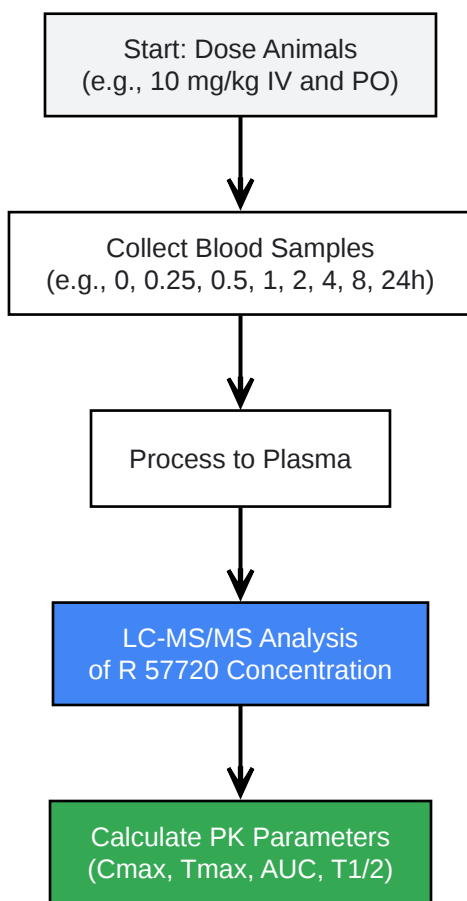 Start: Dose Animals
(e.g., 10 mg/kg IV and PO)
Collect Blood Samples
(e.g., 0, 0.25, 0.5, 1, 2, 4, 8, 24h)
Process to Plasma
LC-MS/MS Analysis
of R 57720 Concentration
Calculate PK Parameters
(Cmax, Tmax, AUC, T1/2)